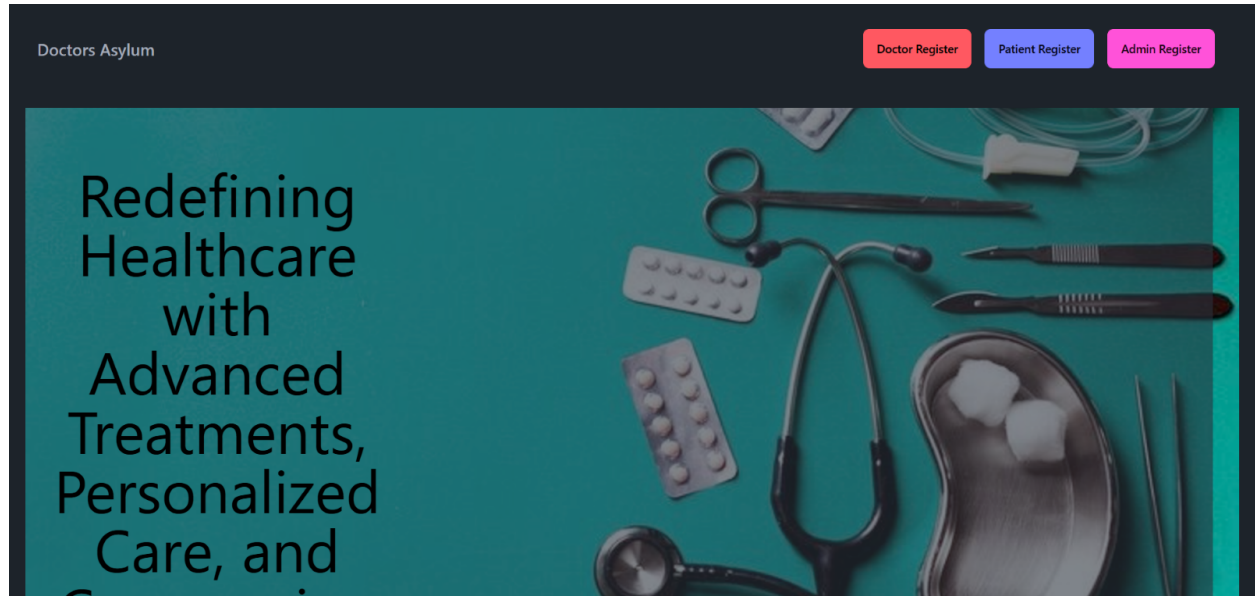 Doctors Asylum
Doctor Register
Patient Register
Admin Register
Redefining
Healthcare
with
Advanced
Treatments,
Personalized
Care, and